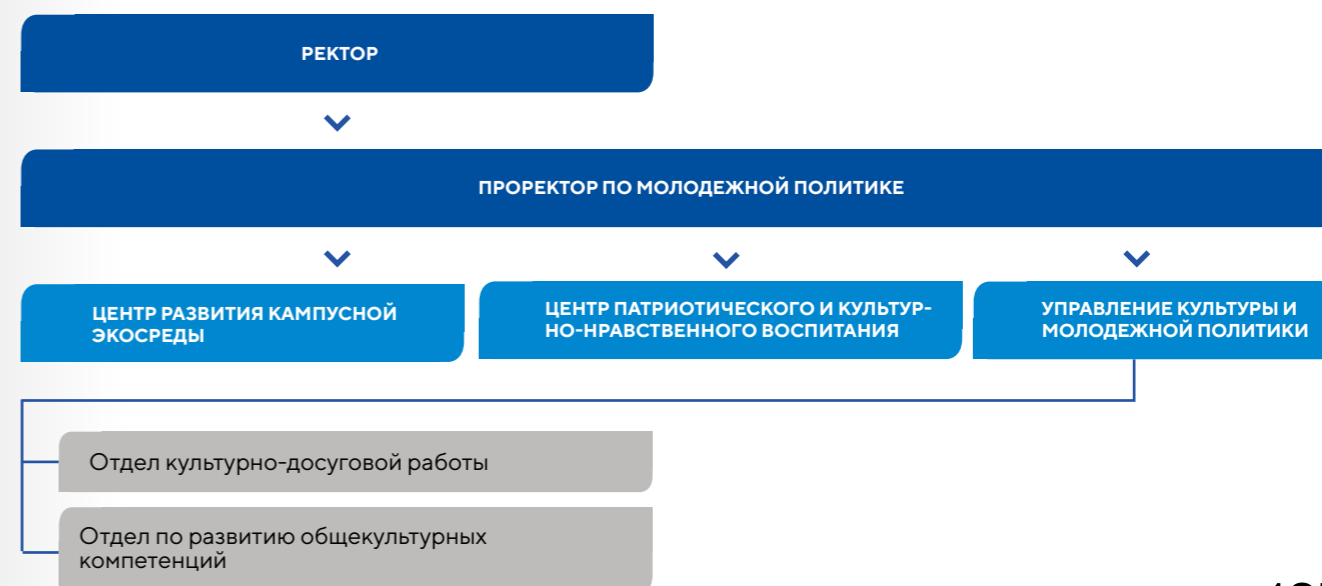 РЕКТОР
ПРОРЕКТОР ПО МОЛОДЕЖНОЙ ПОЛИТИКЕ
ЦЕНТР РАЗВИТИЯ КАМПУСНОЙ
ЭКОСРЕДЫ
ЦЕНТР ПАТРИОТИЧЕСКОГО И КУЛЬТУР-
НО-НРАВСТВЕННОГО ВОСПИТАНИЯ
УПРАВЛЕНИЕ КУЛЬТУРЫ И
МОЛОДЕЖНОЙ ПОЛИТИКИ
Отдел культурно-досуговой работы
Отдел по развитию общекультурных
компетенций